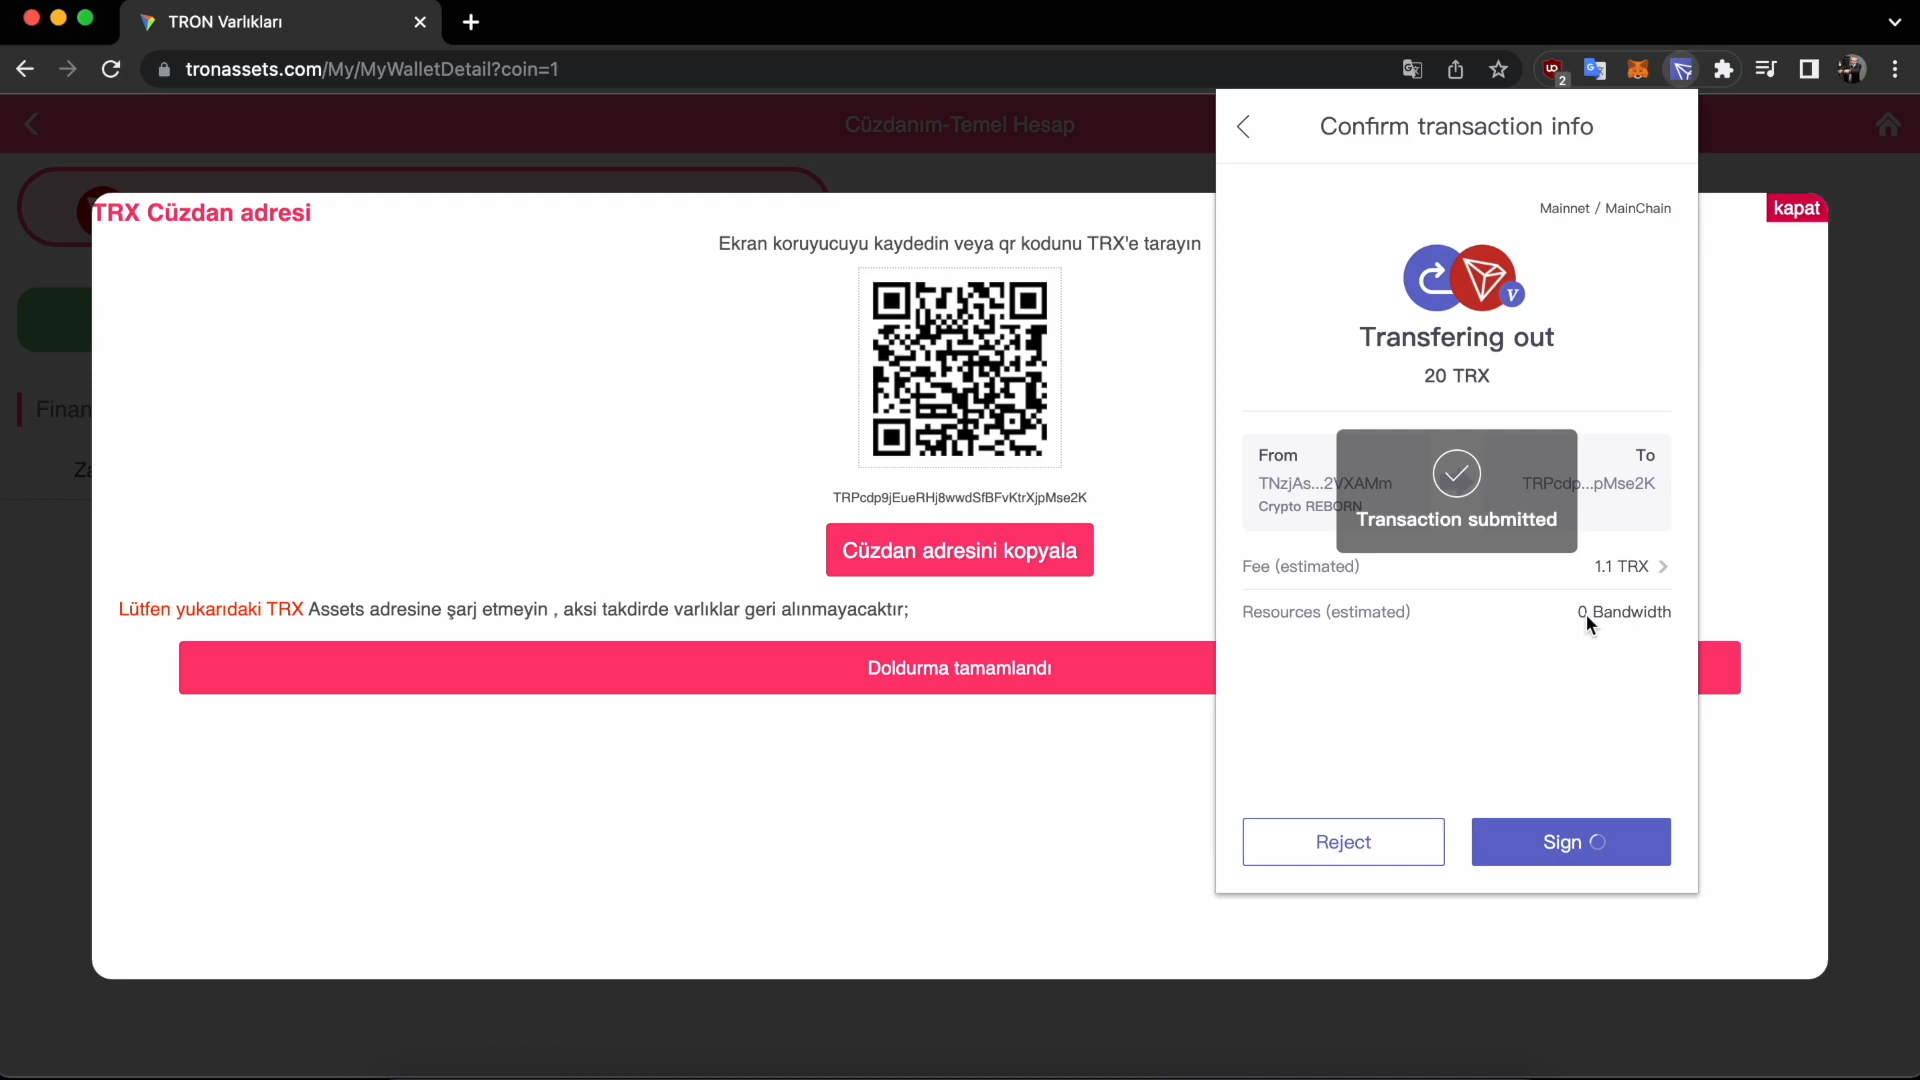 TRON Varlıkları
tronassets.com/My/MyWalletDetail?coin=1
2
Cüzdanım-Temel Hesap
TRX Cüzdan adresi
kapat
Ekran koruyucuyu kaydedin veya qr kodunu TRX'e tarayın
TRPcdp9jEueRHj8wwdSfBFvKtrXjpMse2K
Cüzdan adresini kopyala
Lütfen yukarıdaki TRX Assets adresine şarj etmeyin , aksi takdirde varlıklar geri alınmayacaktır;
Doldurma tamamlandı
Finan
Za
Confirm transaction info
Mainnet / MainChain
V
Transfering out
20 TRX
From
To
TNzjAs...2VXAMm
TRPcdp...pMse2K
Crypto REBORN
Transaction submitted
Fee (estimated)
1.1 TRX
Resources (estimated)
0 Bandwidth
Reject
Sign